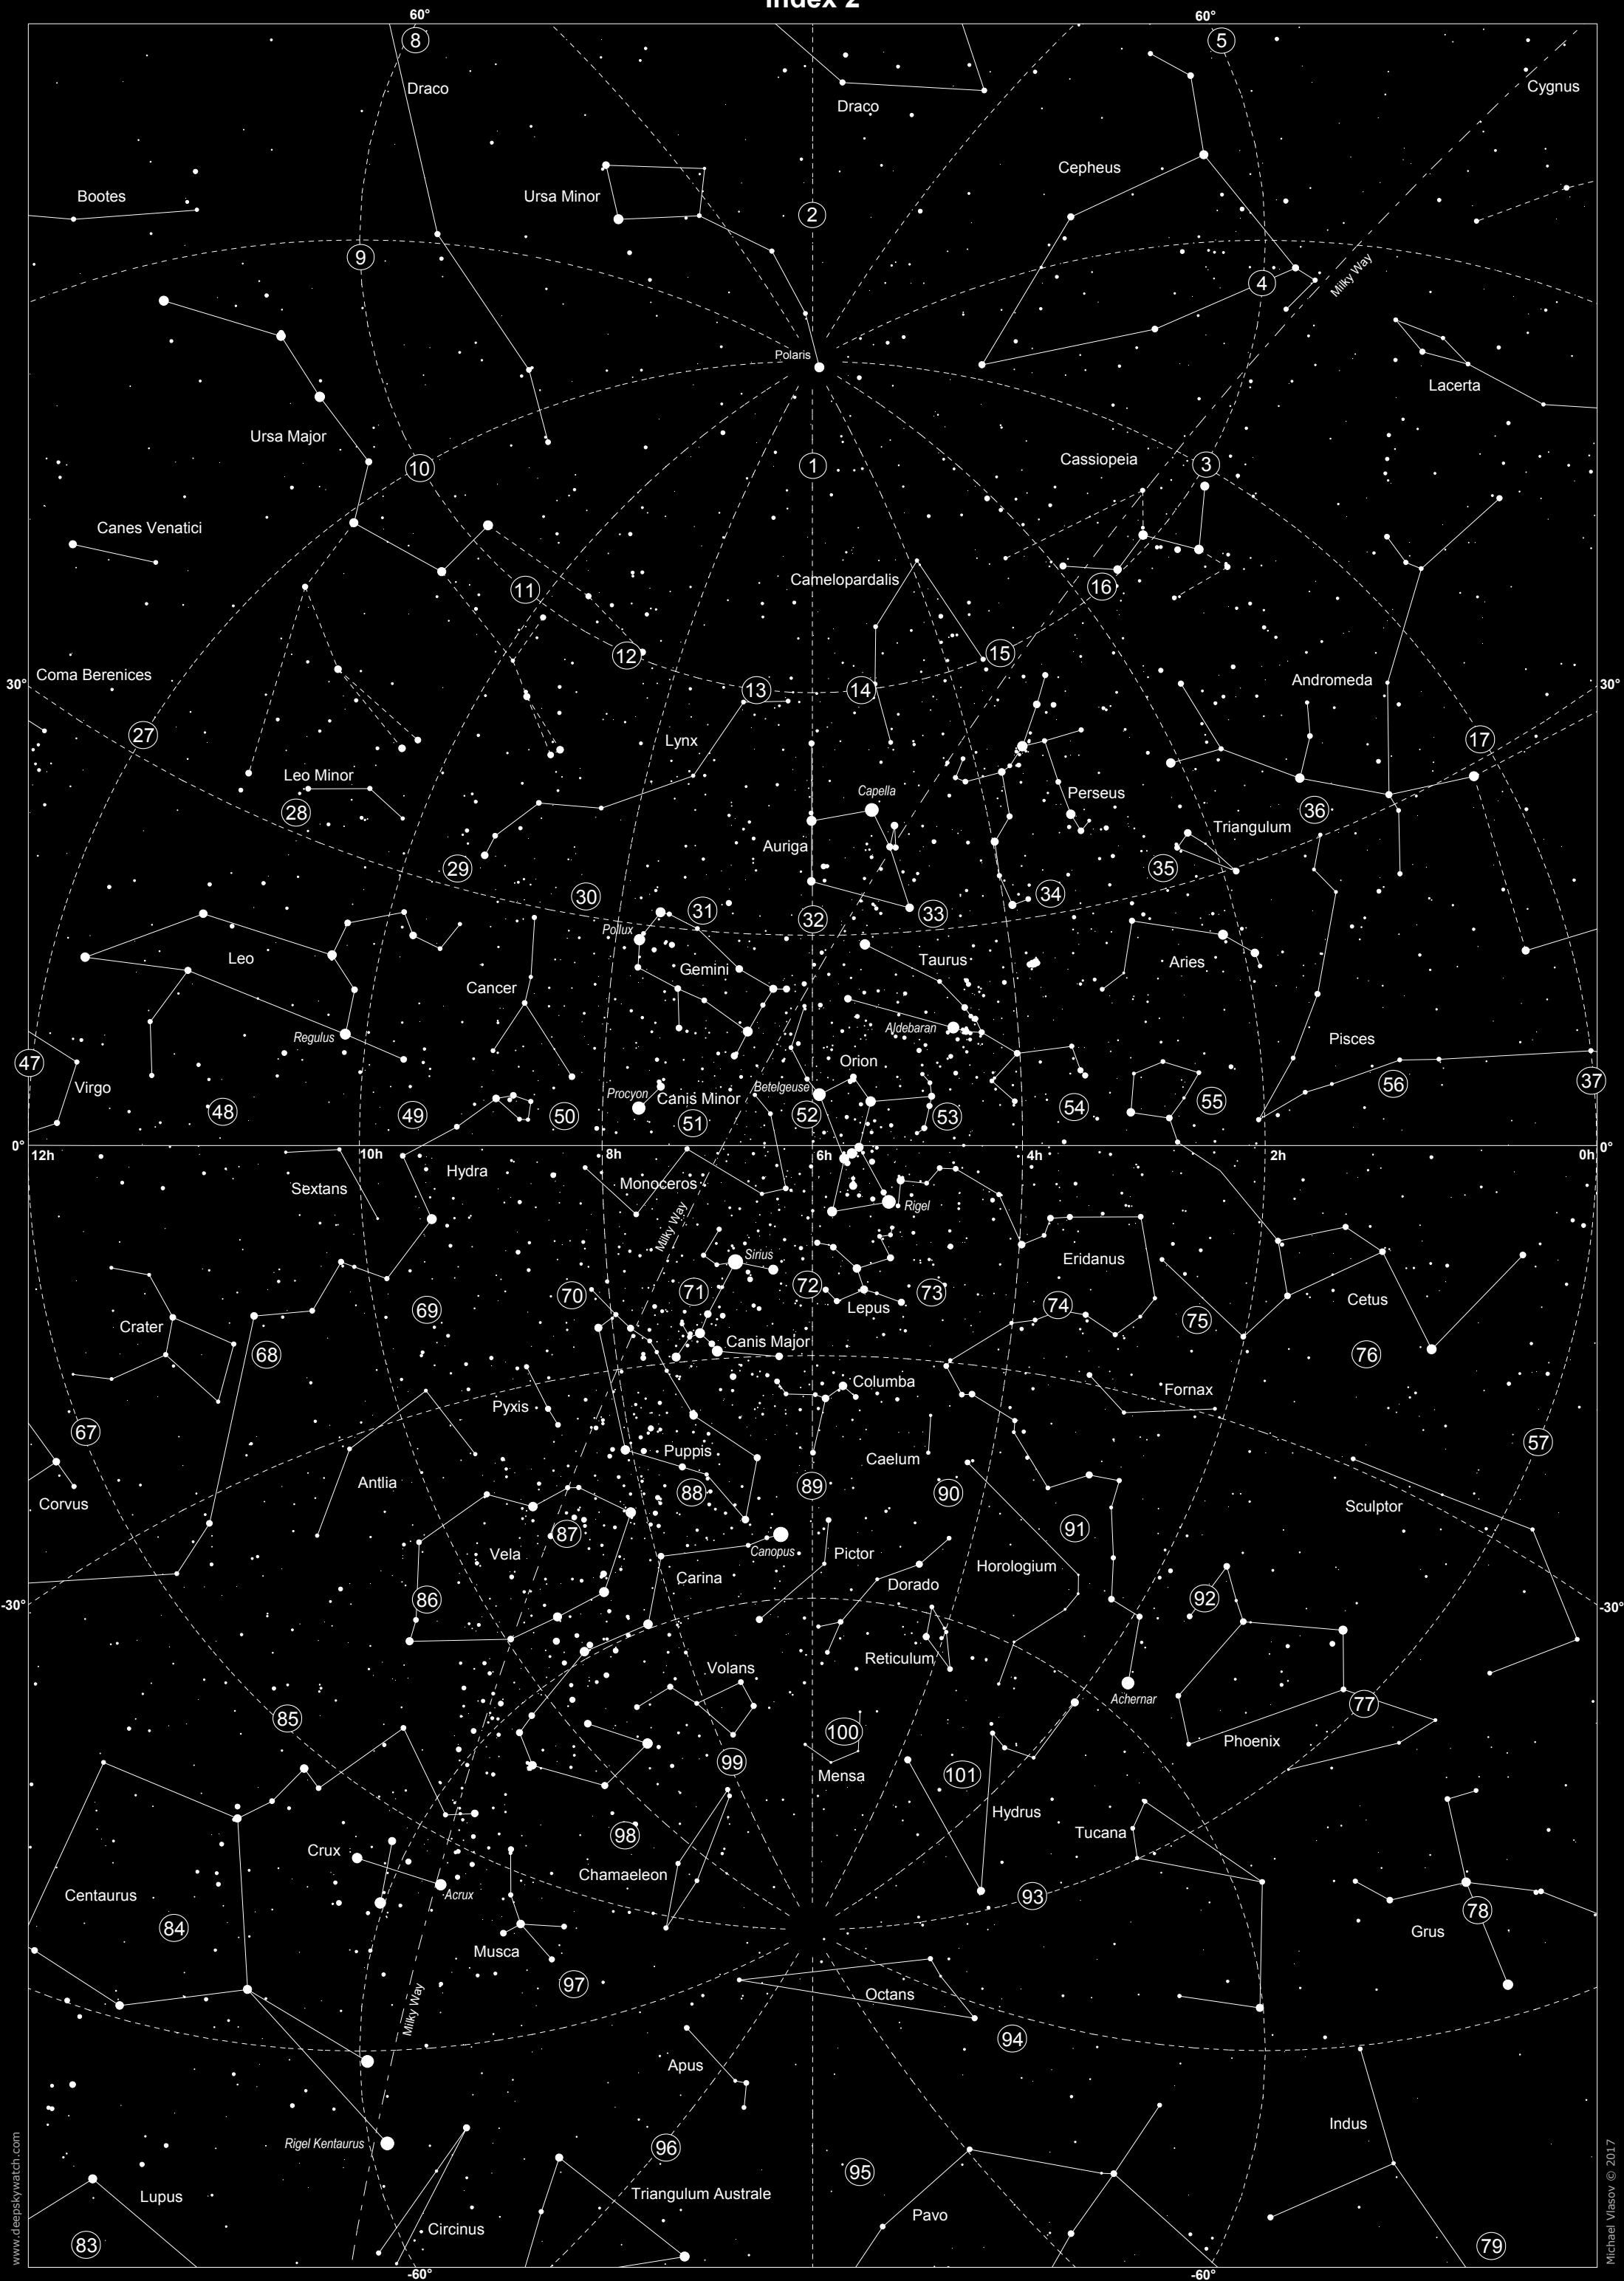 Index 2
60°
60°
8
5
Draco
Draco
Cygnus
Cepheus
Bootes
Ursa Minor
2
9
4
Milky Way
Polaris
Lacerta
Ursa Major
Cassiopeia
10
1
3
Canes Venatici
Camelopardalis
11
16
12
15
Coma Berenices
30°
30°
13
14
Andromeda
27
Lynx
17
Leo Minor
Capella
Perseus
28
36
Auriga
Triangulum
29
35
30
31
32
33
34
Pollux
Leo
Gemini
Taurus
Aries
Cancer
Regulus
Aldebaran
Pisces
47
Orion
Virgo
Procyon
Canis Minor
Betelgeuse
56
37
48
49
50
51
52
53
54
55
0°
0°
12h
10h
8h
6h
4h
2h
0h
Hydra
Sextans
Monoceros
Rigel
Milky Way
Sirius
Eridanus
70
71
72
73
74
Lepus
Cetus
69
75
Crater
68
Canis Major
76
Columba
Fornax
Pyxis
67
57
Puppis
Caelum
Antlia
89
88
90
Corvus
Sculptor
87
91
Vela
Canopus
Pictor
Horologium
Carina
Dorado
86
92
-30°
-30°
Reticulum
Volans
Achernar
85
77
100
Phoenix
99
Mensa
101
Hydrus
98
Tucana
Crux
Chamaeleon
Centaurus
Acrux
93
84
78
Grus
Musca
97
Octans
Milky Way
94
Apus
Indus
Rigel Kentaurus
96
95
Lupus
Triangulum Australe
Pavo
Circinus
83
79
-60°
-60°
www.deepskywatch.com
Michael Vlasov © 2017